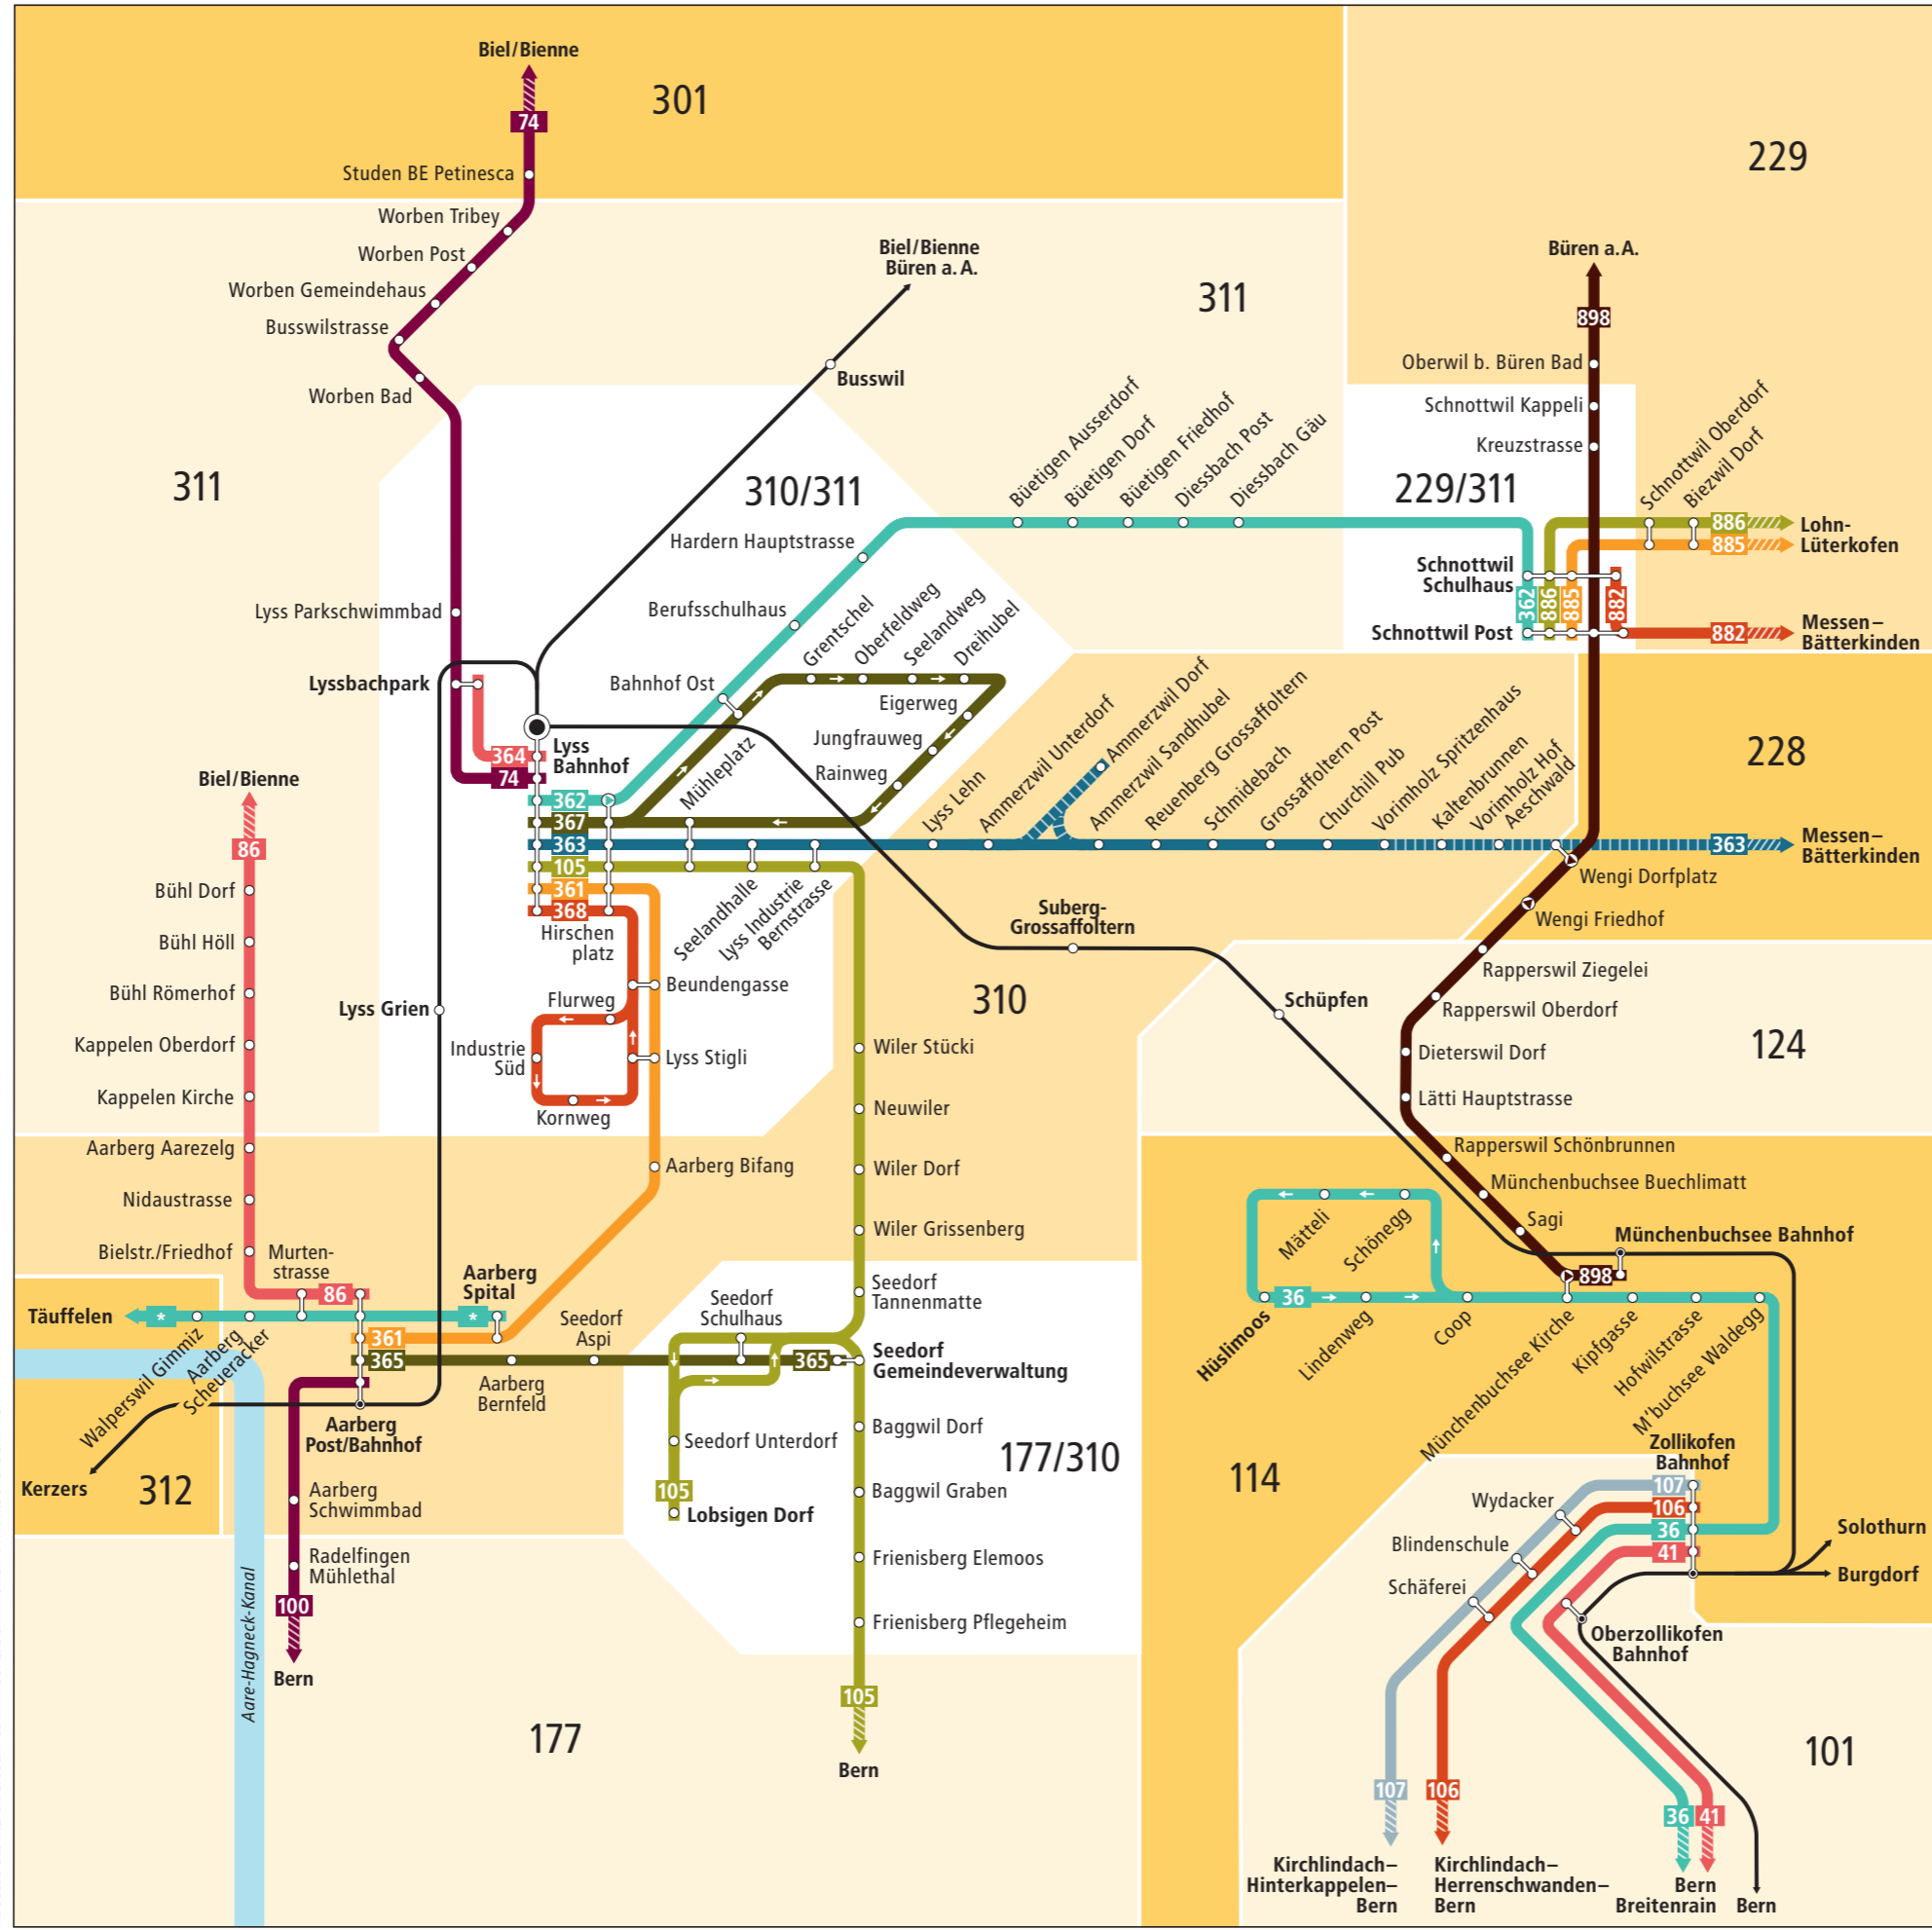 Biel/Bienne
301
74
229
Studen BE Petinesca
Worben Tribey
Worben Post
Worben Gemeindehaus
Busswilstrasse
Worben Bad
Biel/Bienne
Büren a. A.
311
Büren a. A.
898
Busswil
Oberwil b. Büren Bad
Schnottwil Kappeli
Kreuzstrasse
311
310/311
229/311
Büetigen Ausserdorf
Büetigen Dorf
Büetigen Friedhof
Diessbach Post
Diessbach Gäu
Schnottwil Oberdorf
Biezwil Dorf
886
885
Lohn-
Lüterkofen
Hardern Hauptstrasse
Schnottwil
Schulhaus
362
886
885
882
Schnottwil Post
882
Messen–
Bätterkinden
Lyss Parkschwimmbad
Berufsschulhaus
Grentschel
Oberfeldweg
Seelandweg
Dreihubel
Lyssbachpark
Bahnhof Ost
Eigerweg
Jungfrauweg
Rainweg
Mühleplatz
364
74
Lyss
Bahnhof
362
367
363
105
361
368
Hirschen
platz
Seelandhalle
Lyss Industrie
Bernstrasse
Lyss Lehn
Ammerzwil Unterdorf
Ammerzwil Dorf
Ammerzwil Sandhubel
Reuenberg Grossaffoltern
Schmidebach
Grossaffoltern Post
Churchill Pub
Vorimholz Spritzenhaus
Kaltenbrunnen
Vorimholz Hof
Aeschwald
228
363
Messen–
Bätterkinden
Wengi Dorfplatz
Wengi Friedhof
Rapperswil Ziegelei
Rapperswil Oberdorf
Dieterswil Dorf
Lätti Hauptstrasse
124
Rapperswil Schönbrunnen
Münchenbuchsee Buechlimatt
Sagi
Münchenbuchsee Bahnhof
898
Biel/Bienne
86
Bühl Dorf
Bühl Höll
Bühl Römerhof
Kappelen Oberdorf
Kappelen Kirche
Aarberg Aarezelg
Nidaustrasse
Bielstr./Friedhof
Murten-
strasse
86
Lyss Grien
Flurweg
Industrie
Süd
Kornweg
Beundengasse
Lyss Stigli
Aarberg Bifang
310
Suberg-
Grossaffoltern
Schüpfen
Wiler Stücki
Neuwiler
Wiler Dorf
Wiler Grissenberg
Seedorf
Tannenmatte
Seedorf
Gemeindeverwaltung
Täuffelen
*
*
Walperswil Gimmiz
Aarberg
Scheueracker
Aarberg
Spital
361
365
Aarberg
Bernfeld
Seedorf
Aspi
Seedorf
Schulhaus
365
Aarberg
Post/Bahnhof
Kerzers
312
Aarberg
Schwimmbad
Radelfingen
Mühlethal
100
Bern
Aare-Hagneck-Kanal
Seedorf Unterdorf
105
Lobsigen Dorf
Baggwil Dorf
Baggwil Graben
177/310
Frienisberg Elemoos
Frienisberg Pflegeheim
105
Bern
177
Mätteli
Schönegg
Hüslimoos
36
Lindenweg
Coop
Münchenbuchsee Kirche
Kipfgasse
Hofwilstrasse
M'buchsee Waldegg
114
Zollikofen
Bahnhof
107
106
36
41
Wydacker
Blindenschule
Schäferei
Solothurn
Burgdorf
Oberzollikofen
Bahnhof
101
107
106
36
41
Kirchlindach–
Hinterkappelen–
Bern
Kirchlindach–
Herrenschwanden–
Bern
Bern
Breitenrain
Bern